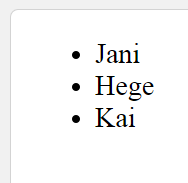 • Jani
• Hege
• Kai